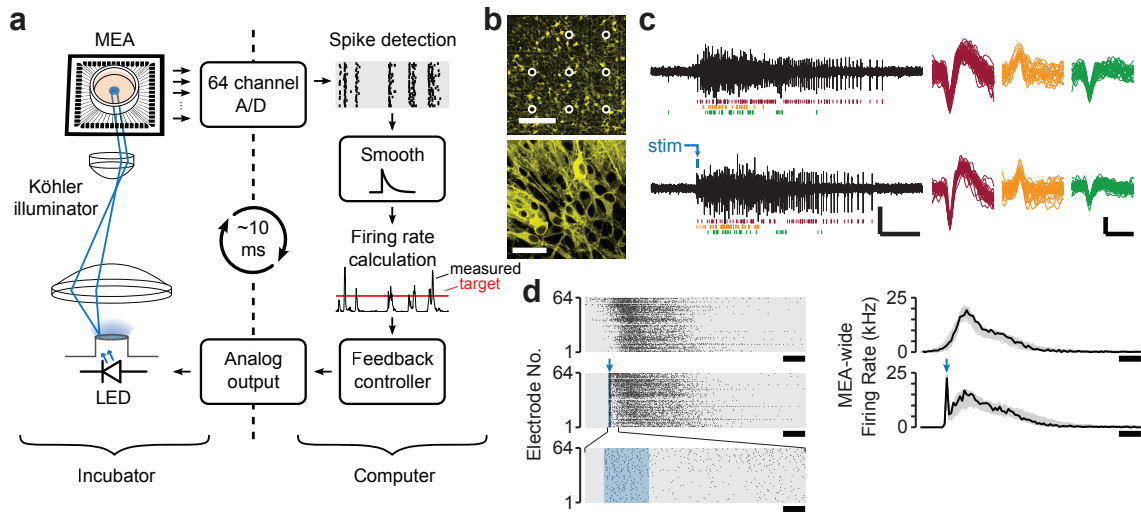 a
MEA
64 channel
A/D
Spike detection
Smooth
Köhler
illuminator
~10
ms
Firing rate
calculation
measured
target
Analog
output
Feedback
controller
LED
Incubator
Computer
b
c
stim
d
64
1
64
1
64
1
Electrode No.
25
0
25
0
MEA-wide
Firing Rate (kHz)